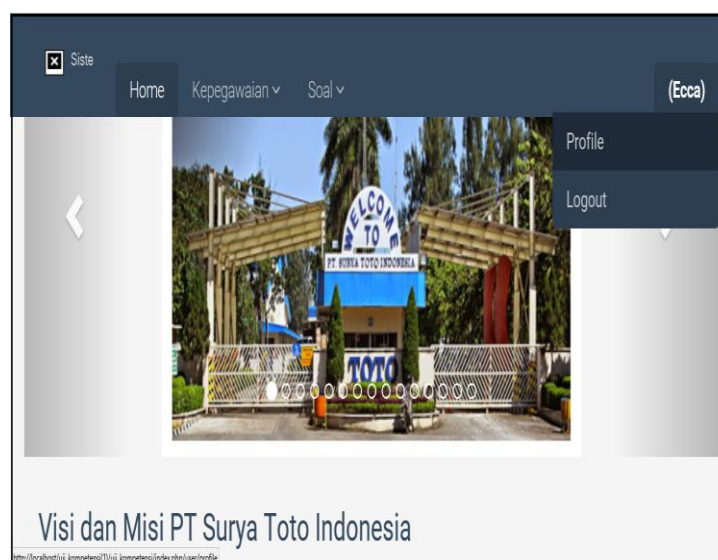 Siste
Home Kepegawaian Soal (Ecca)
Profile
Logout
WELCOME
TO
PT. SURYA TOTO INDONESIA
TOTO
Visi dan Misi PT Surya Toto Indonesia